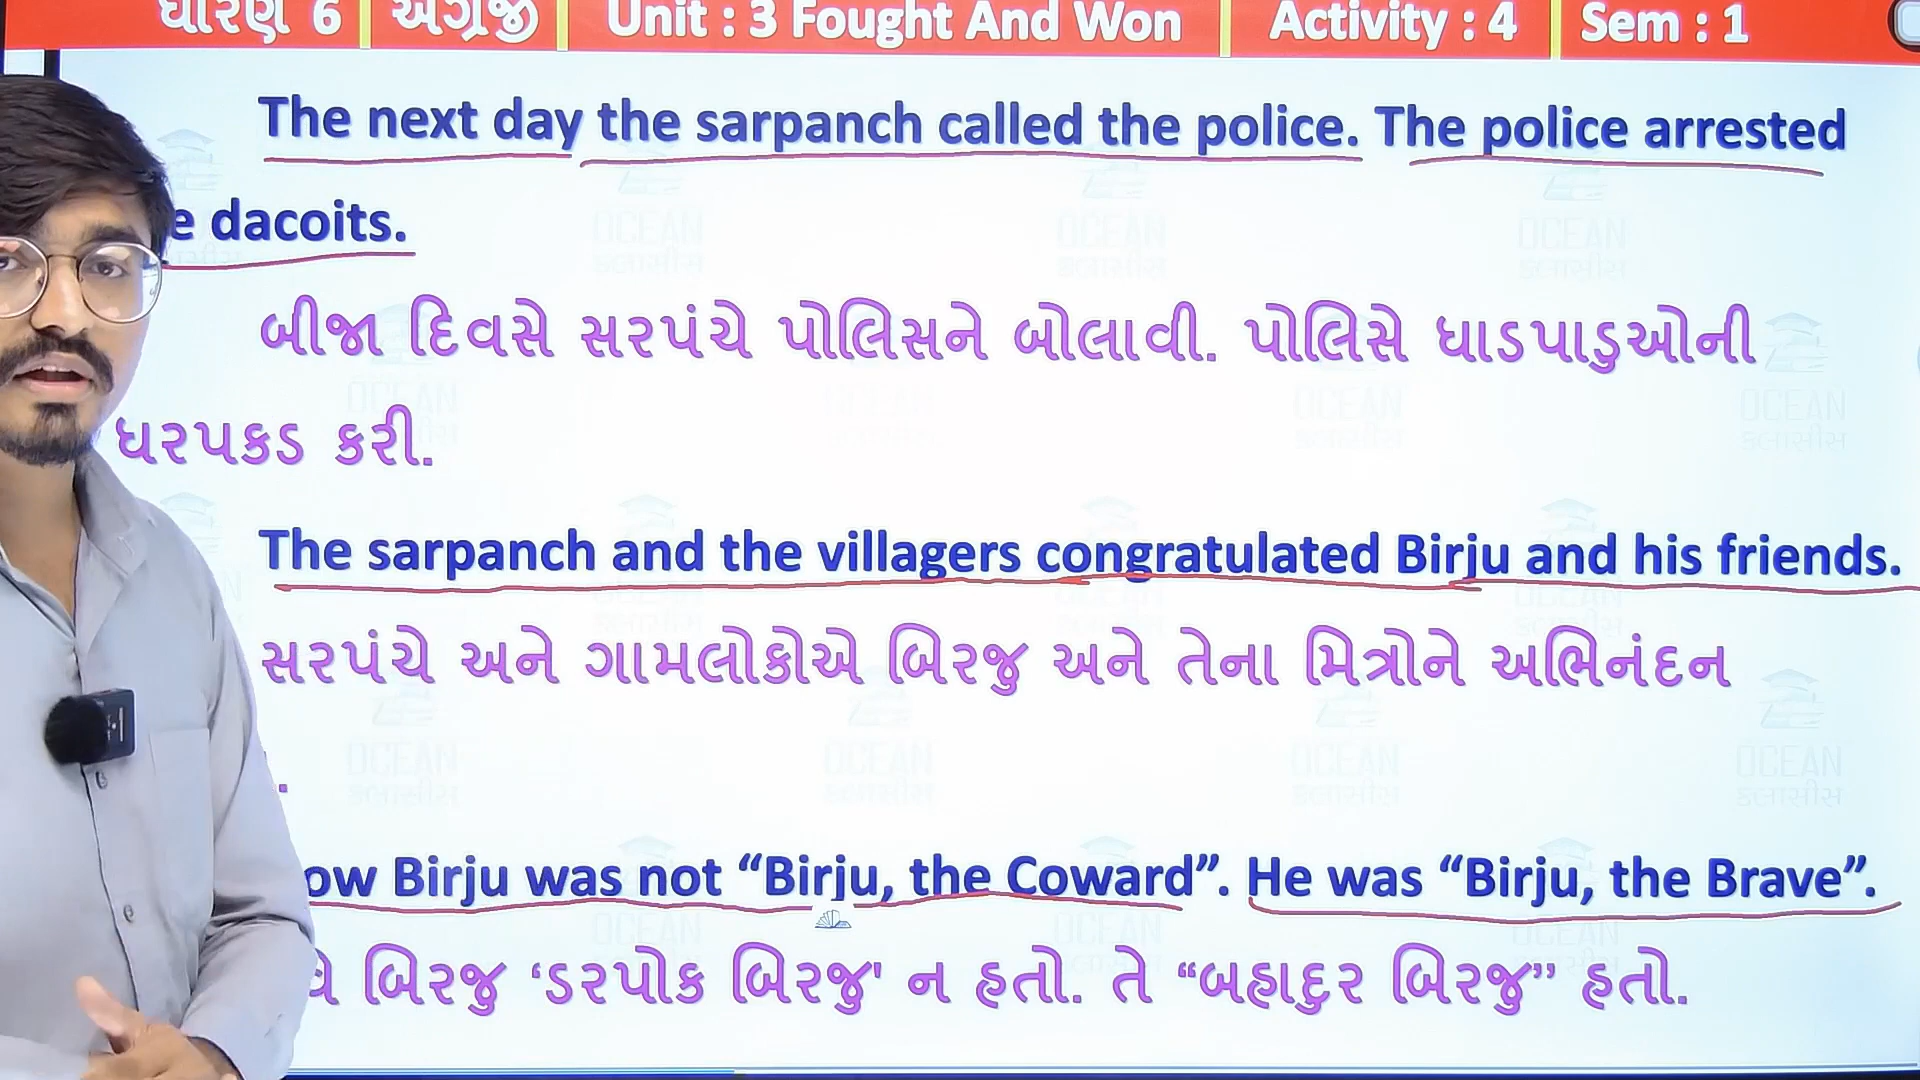 ધોરણ 6 અંગ્રેજી Unit : 3 Fought And Won Activity : 4 Sem : 1
The next day the sarpanch called the police. The police arrested
e dacoits.
બીજા દિવસે સરપંચે પોલિસને બોલાવી. પોલિસે ધાડપાડુઓની
ધરપકડ કરી.
The sarpanch and the villagers congratulated Birju and his friends.
સરપંચે અને ગામલોકોએ બિરજુ અને તેના મિત્રોને અભિનંદન
.
ow Birju was not “Birju, the Coward”. He was “Birju, the Brave”.
વે બિરજુ ‘ડરપોક બિરજુ' ન હતો. તે “બહાદુર બિરજુ” હતો.
OCEAN
ક્લાસીસ